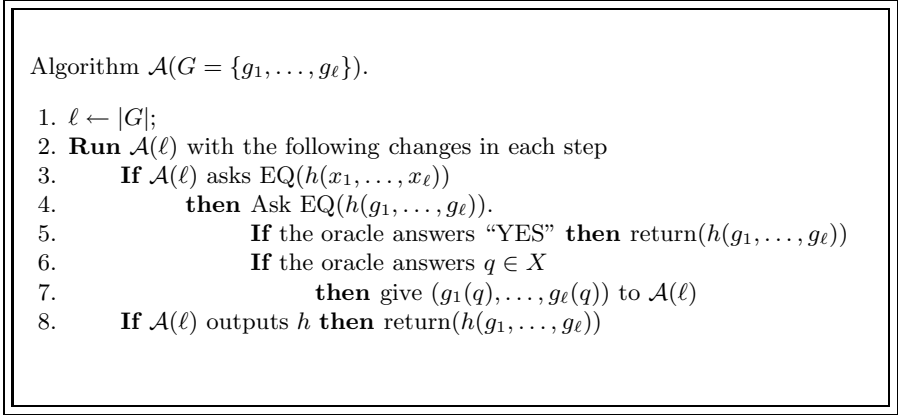 Algorithm 𝒜(G = {g₁, . . . , g_ℓ}).
1. ℓ ← |G|;
2. Run 𝒜(ℓ) with the following changes in each step
3. If 𝒜(ℓ) asks EQ(h(x₁, . . . , x_ℓ))
4. then Ask EQ(h(g₁, . . . , g_ℓ)).
5. If the oracle answers “YES” then return(h(g₁, . . . , g_ℓ))
6. If the oracle answers q ∈ X
7. then give (g₁(q), . . . , g_ℓ(q)) to 𝒜(ℓ)
8. If 𝒜(ℓ) outputs h then return(h(g₁, . . . , g_ℓ))